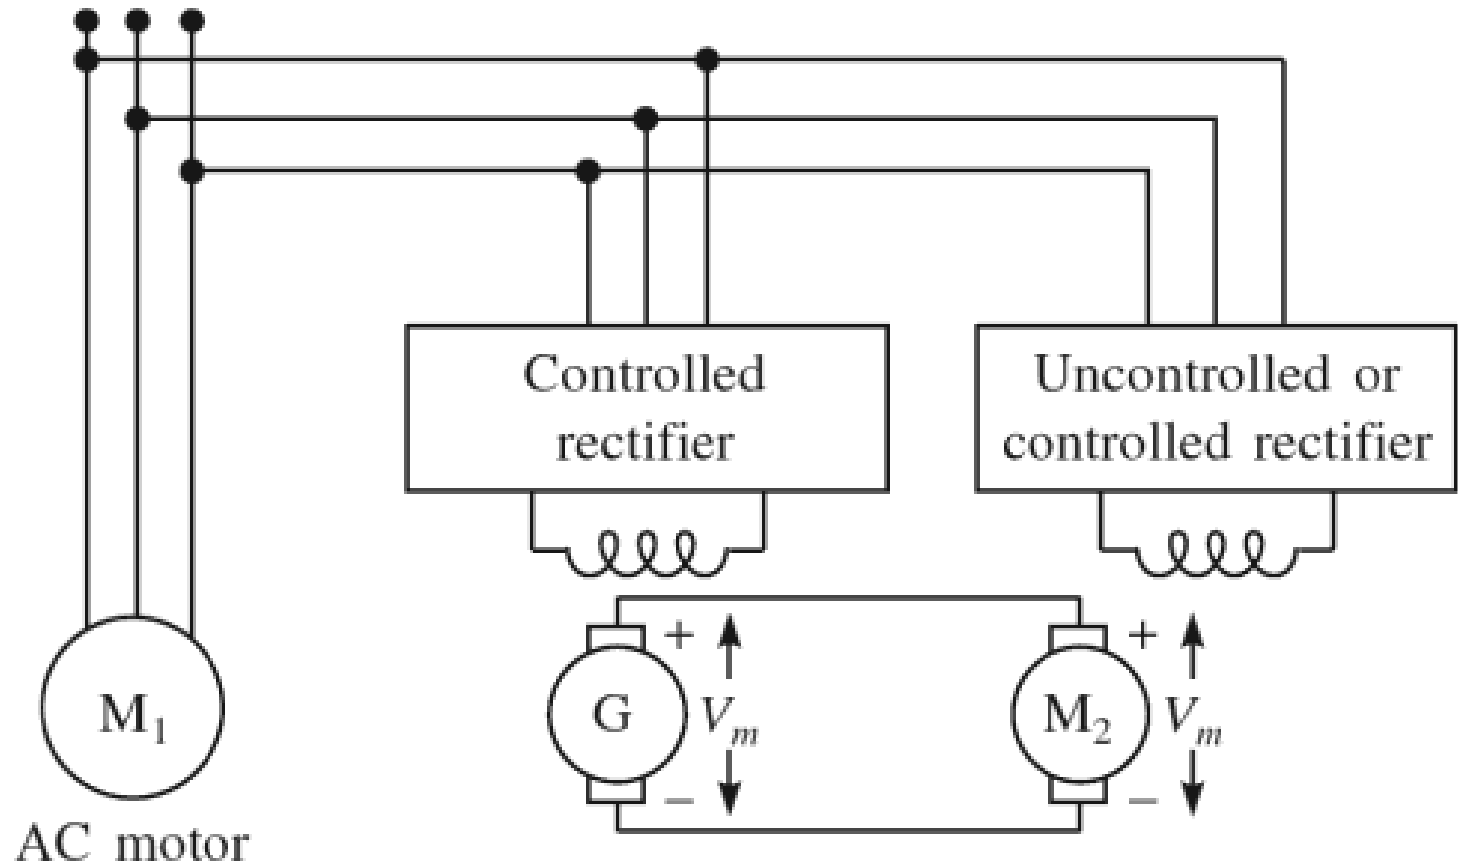 Controlled
rectifier
Uncontrolled or
controlled rectifier
M₁
AC motor
+
G
Vₘ
−
+
M₂
Vₘ
−